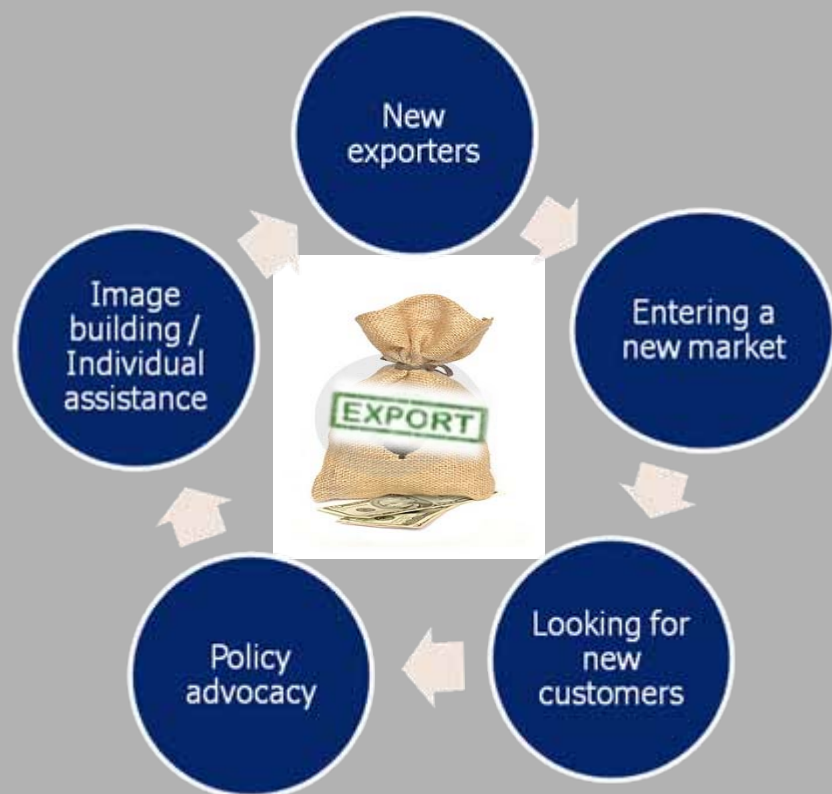 New
exporters
Entering a
new market
Looking for
new
customers
Policy
advocacy
Image
building /
Individual
assistance
EXPORT